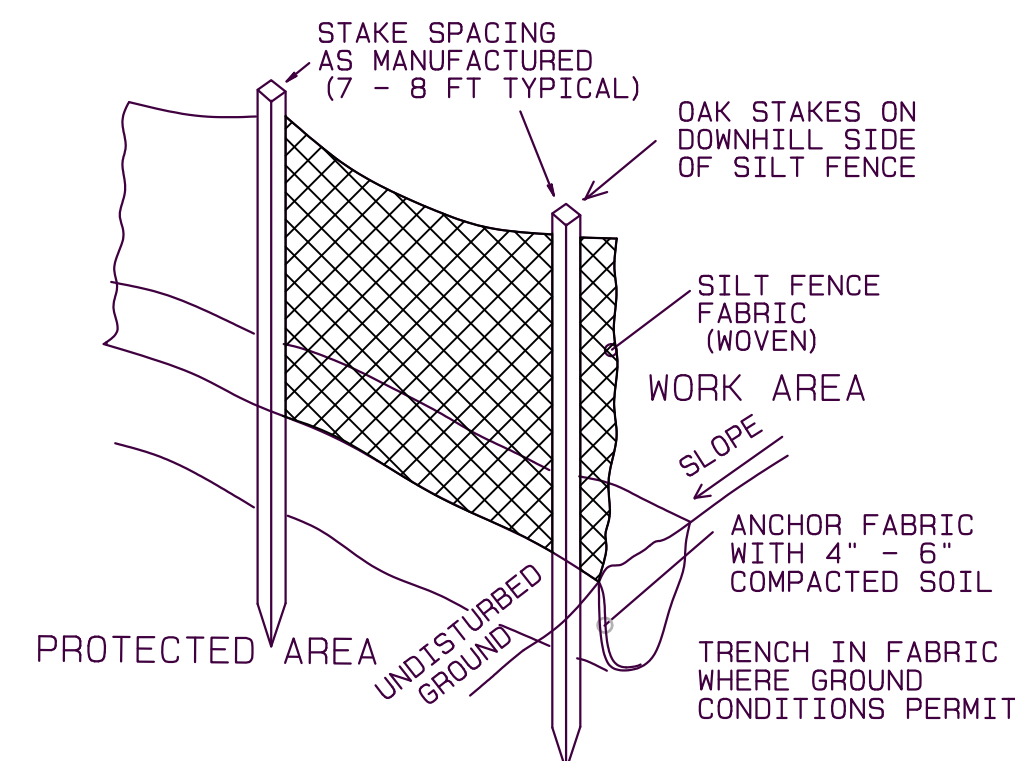 STAKE SPACING
AS MANUFACTURED
(7 - 8 FT TYPICAL)
OAK STAKES ON
DOWNHILL SIDE
OF SILT FENCE
SILT FENCE
FABRIC
(WOVEN)
WORK AREA
SLOPE
ANCHOR FABRIC
WITH 4" - 6"
COMPACTED SOIL
UNDISTURBED
GROUND
PROTECTED AREA
TRENCH IN FABRIC
WHERE GROUND
CONDITIONS PERMIT